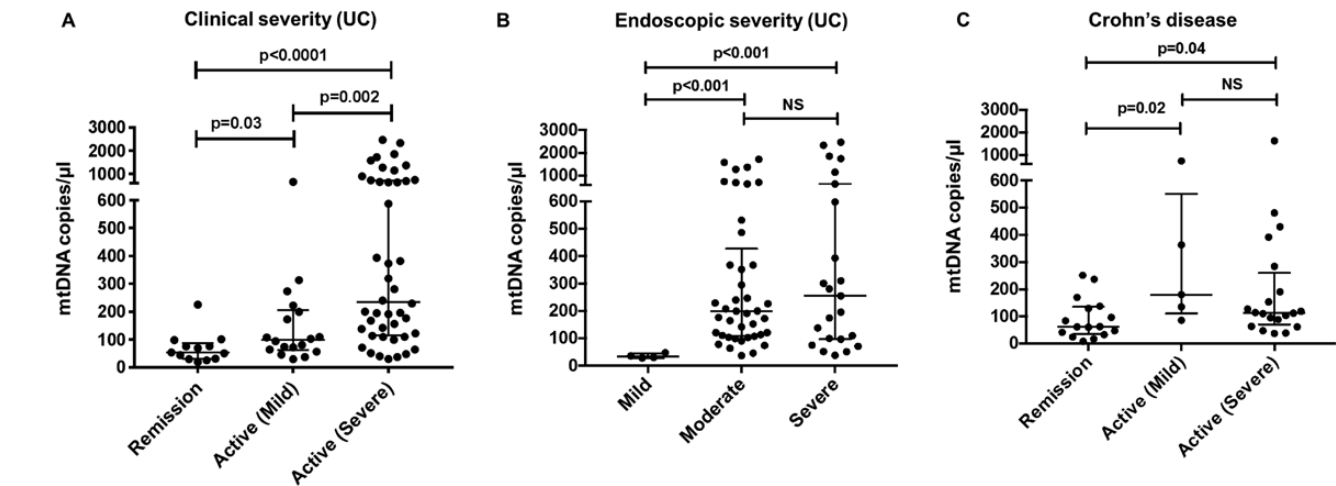 A
Clinical severity (UC)
p<0.0001
p=0.002
p=0.03
mtDNA copies/µl
3000
2000
1000
600
500
400
300
200
100
0
Remission
Active (Mild)
Active (Severe)
B
Endoscopic severity (UC)
p<0.001
p<0.001
NS
mtDNA copies/µl
3000
2000
1000
600
500
400
300
200
100
0
Mild
Moderate
Severe
C
Crohn's disease
p=0.04
NS
p=0.02
mtDNA copies/µl
3000
2000
1000
600
500
400
300
200
100
0
Remission
Active (Mild)
Active (Severe)